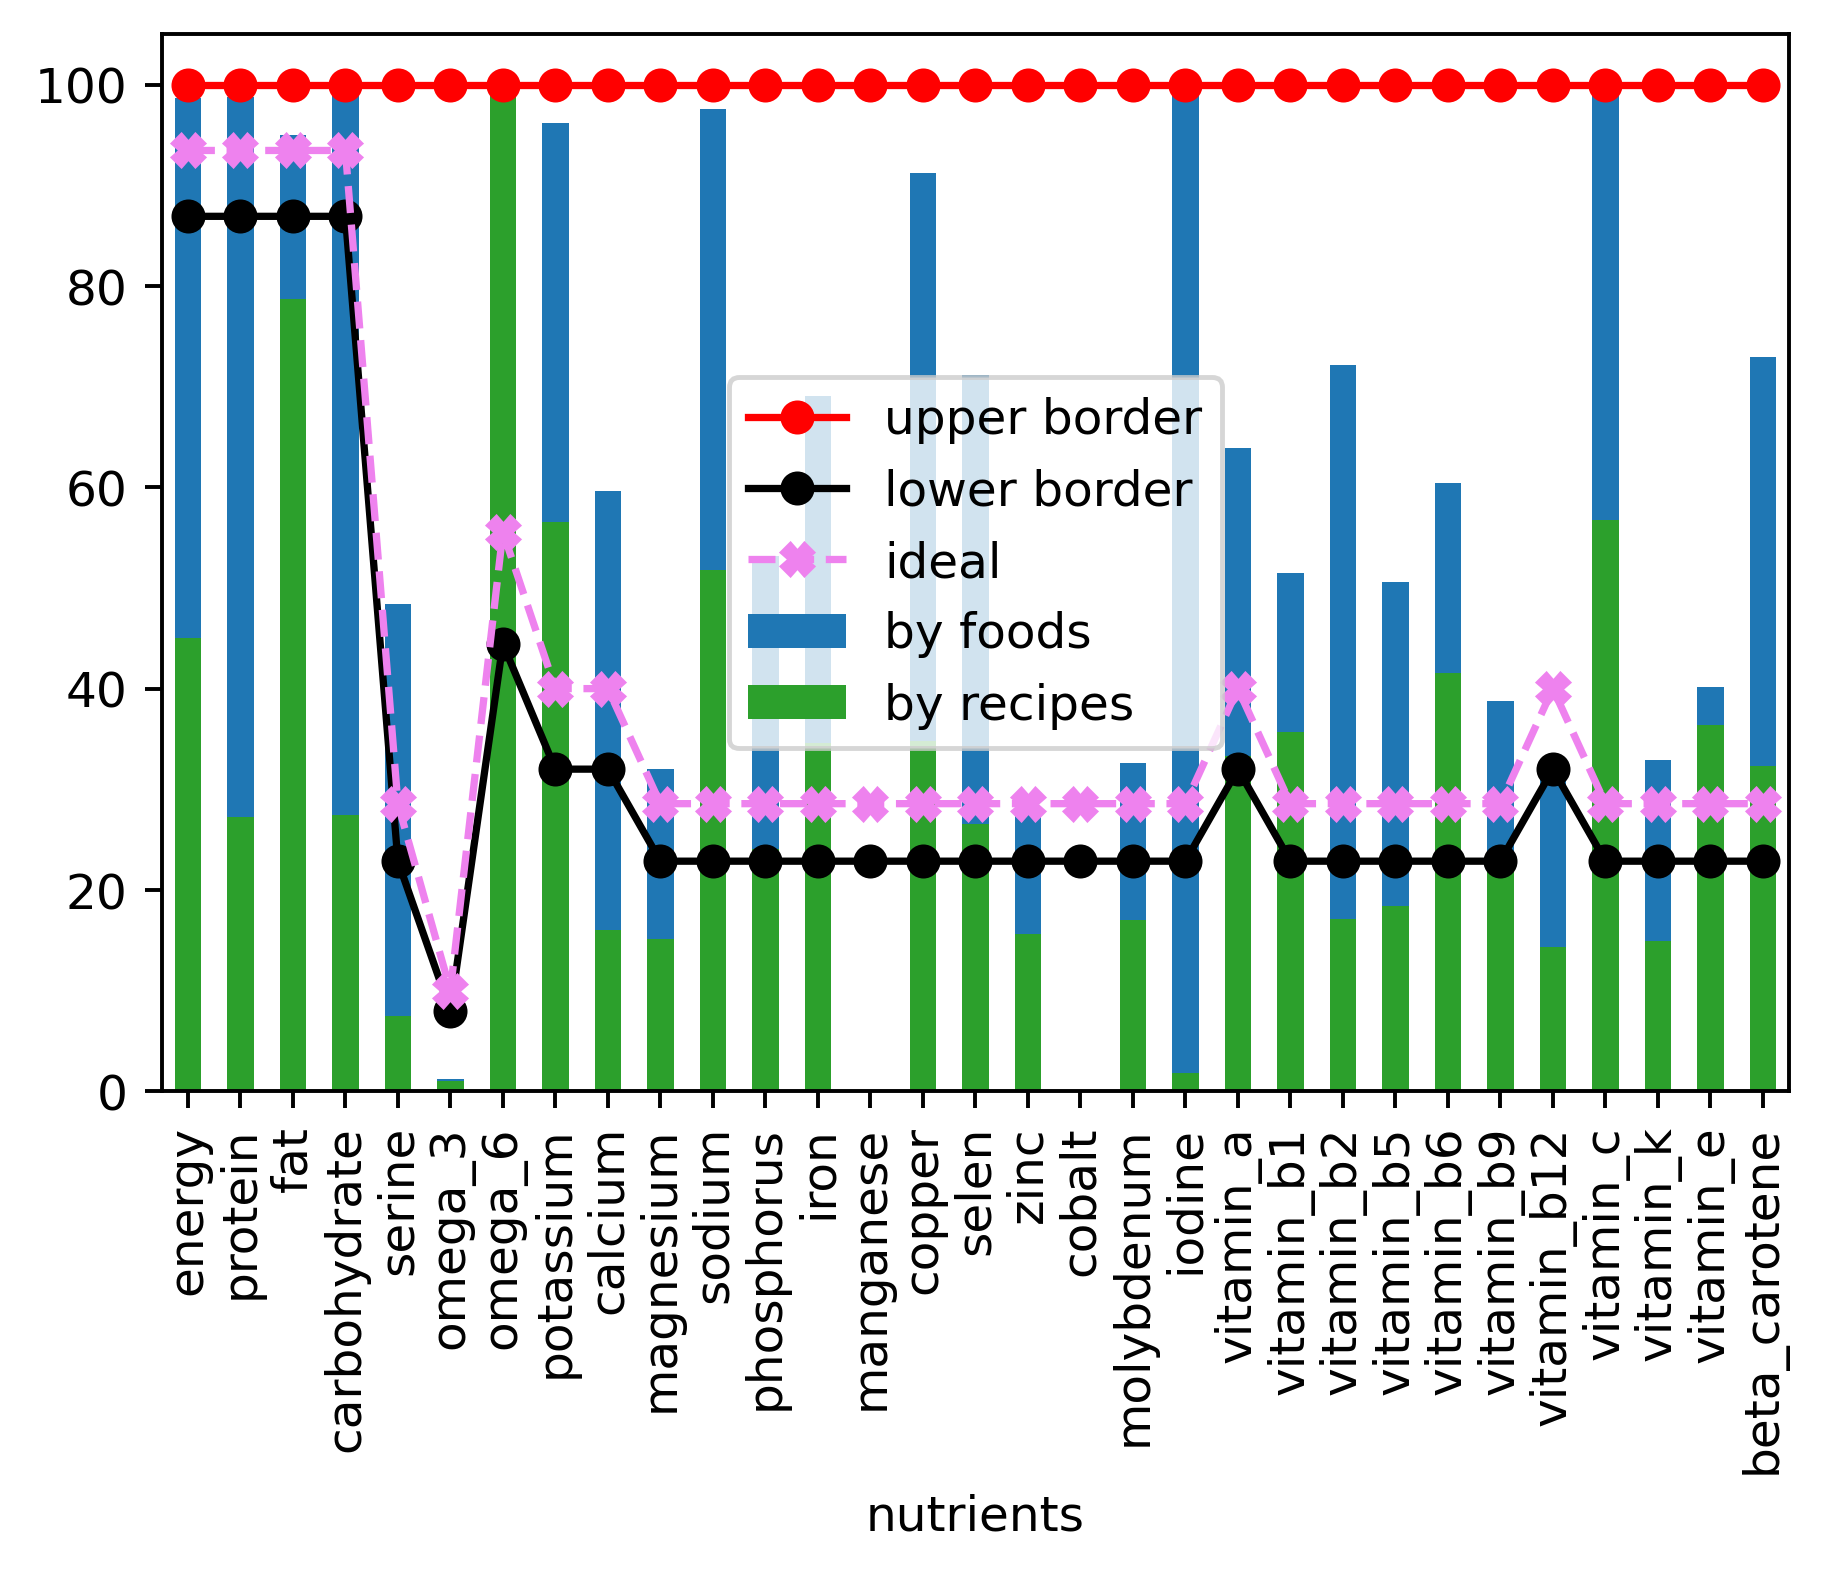 100
80
60
40
20
0
upper border
lower border
ideal
by foods
by recipes
energy
protein
fat
carbohydrate
serine
omega_3
omega_6
potassium
calcium
magnesium
sodium
phosphorus
iron
manganese
copper
selen
zinc
cobalt
molybdenum
iodine
vitamin_a
vitamin_b1
vitamin_b2
vitamin_b5
vitamin_b6
vitamin_b9
vitamin_b12
vitamin_c
vitamin_k
vitamin_e
beta_carotene
nutrients